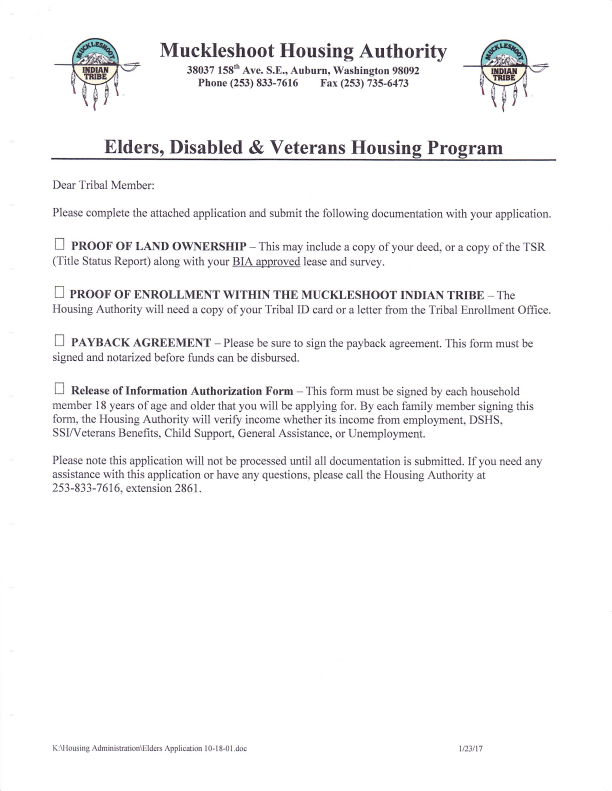 MUCKLESHOOT
INDIAN
TRIBE
Muckleshoot Housing Authority
38037 158th Ave. S.E., Auburn, Washington 98092
Phone (253) 833-7616 Fax (253) 735-6473
MUCKLESHOOT
INDIAN
TRIBE
Elders, Disabled & Veterans Housing Program
Dear Tribal Member:
Please complete the attached application and submit the following documentation with your application.
☐ PROOF OF LAND OWNERSHIP – This may include a copy of your deed, or a copy of the TSR
(Title Status Report) along with your BIA approved lease and survey.
☐ PROOF OF ENROLLMENT WITHIN THE MUCKLESHOOT INDIAN TRIBE – The
Housing Authority will need a copy of your Tribal ID card or a letter from the Tribal Enrollment Office.
☐ PAYBACK AGREEMENT – Please be sure to sign the payback agreement. This form must be
signed and notarized before funds can be disbursed.
☐ Release of Information Authorization Form – This form must be signed by each household
member 18 years of age and older that you will be applying for. By each family member signing this
form, the Housing Authority will verify income whether its income from employment, DSHS,
SSI/Veterans Benefits, Child Support, General Assistance, or Unemployment.
Please note this application will not be processed until all documentation is submitted. If you need any
assistance with this application or have any questions, please call the Housing Authority at
253-833-7616, extension 2861.
K:\Housing Administration\Elders Application 10-18-01.doc 1/23/17